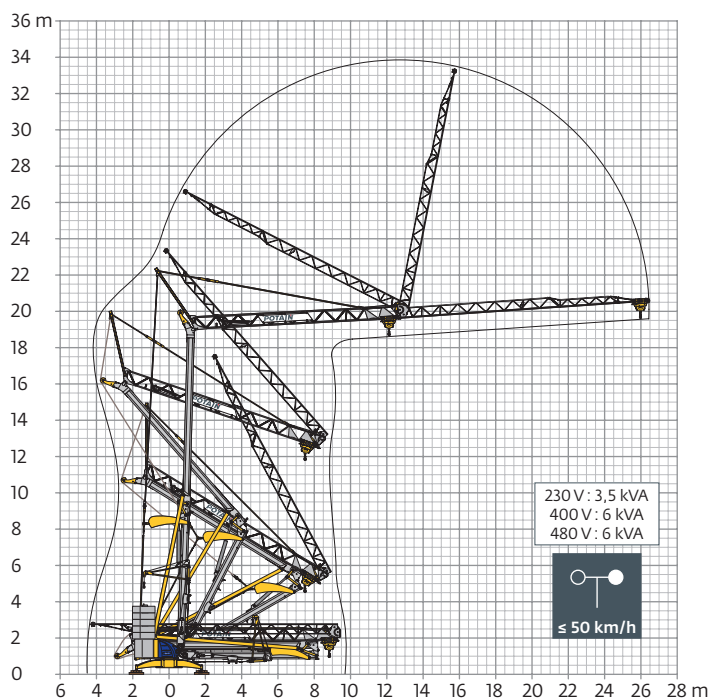 36 m
34
32
30
28
26
24
22
20
18
16
14
12
10
8
6
4
2
0
POTAIN
POTAIN
230 V : 3,5 kVA
400 V : 6 kVA
480 V : 6 kVA
≤ 50 km/h
6 4 2 0 2 4 6 8 10 12 14 16 18 20 22 24 26 28 m